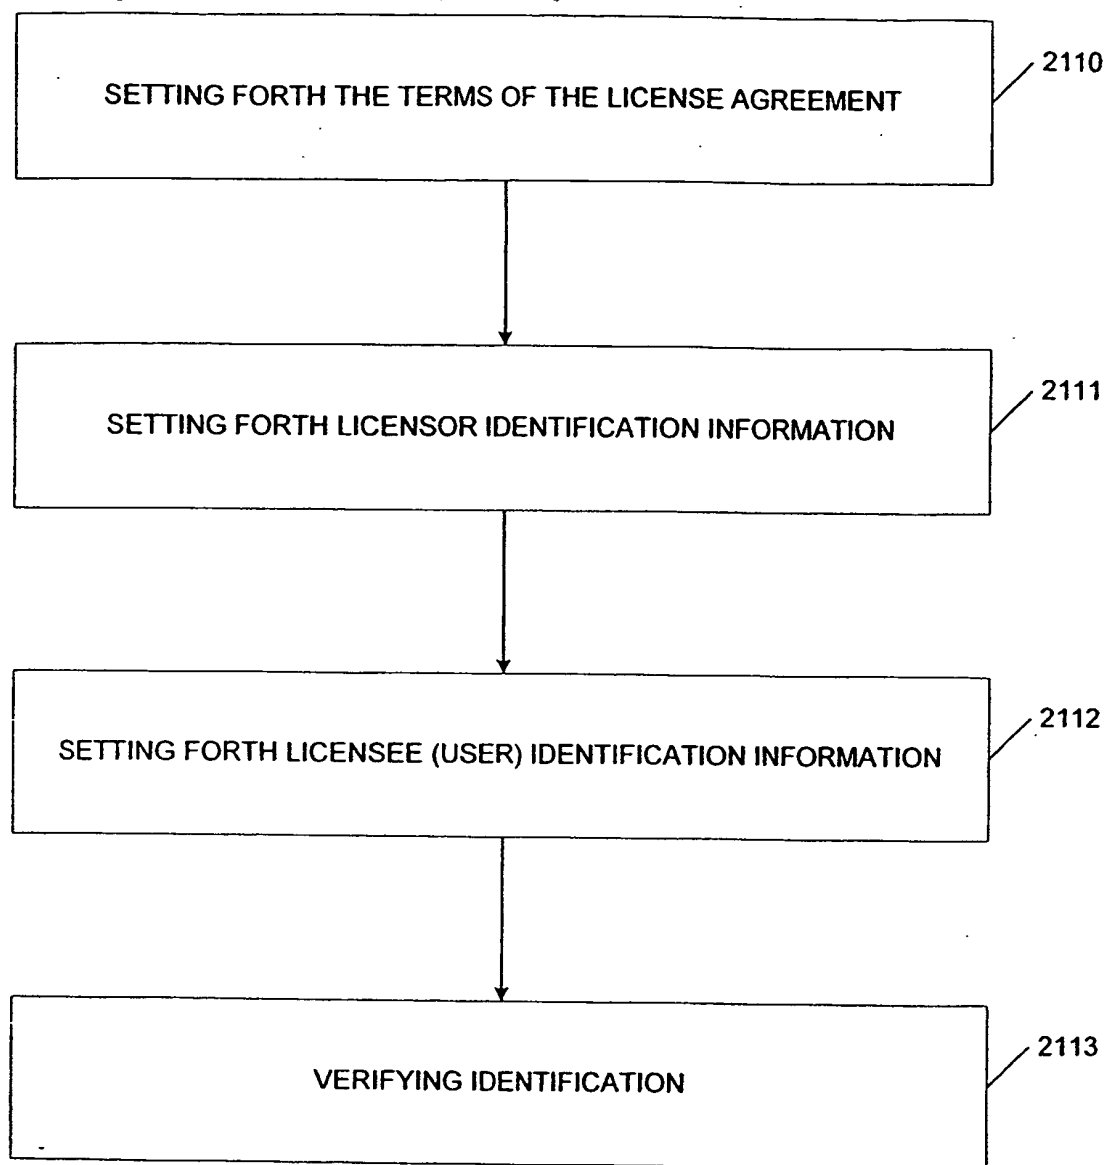 SETTING FORTH THE TERMS OF THE LICENSE AGREEMENT
2110
SETTING FORTH LICENSOR IDENTIFICATION INFORMATION
2111
SETTING FORTH LICENSEE (USER) IDENTIFICATION INFORMATION
2112
VERIFYING IDENTIFICATION
2113